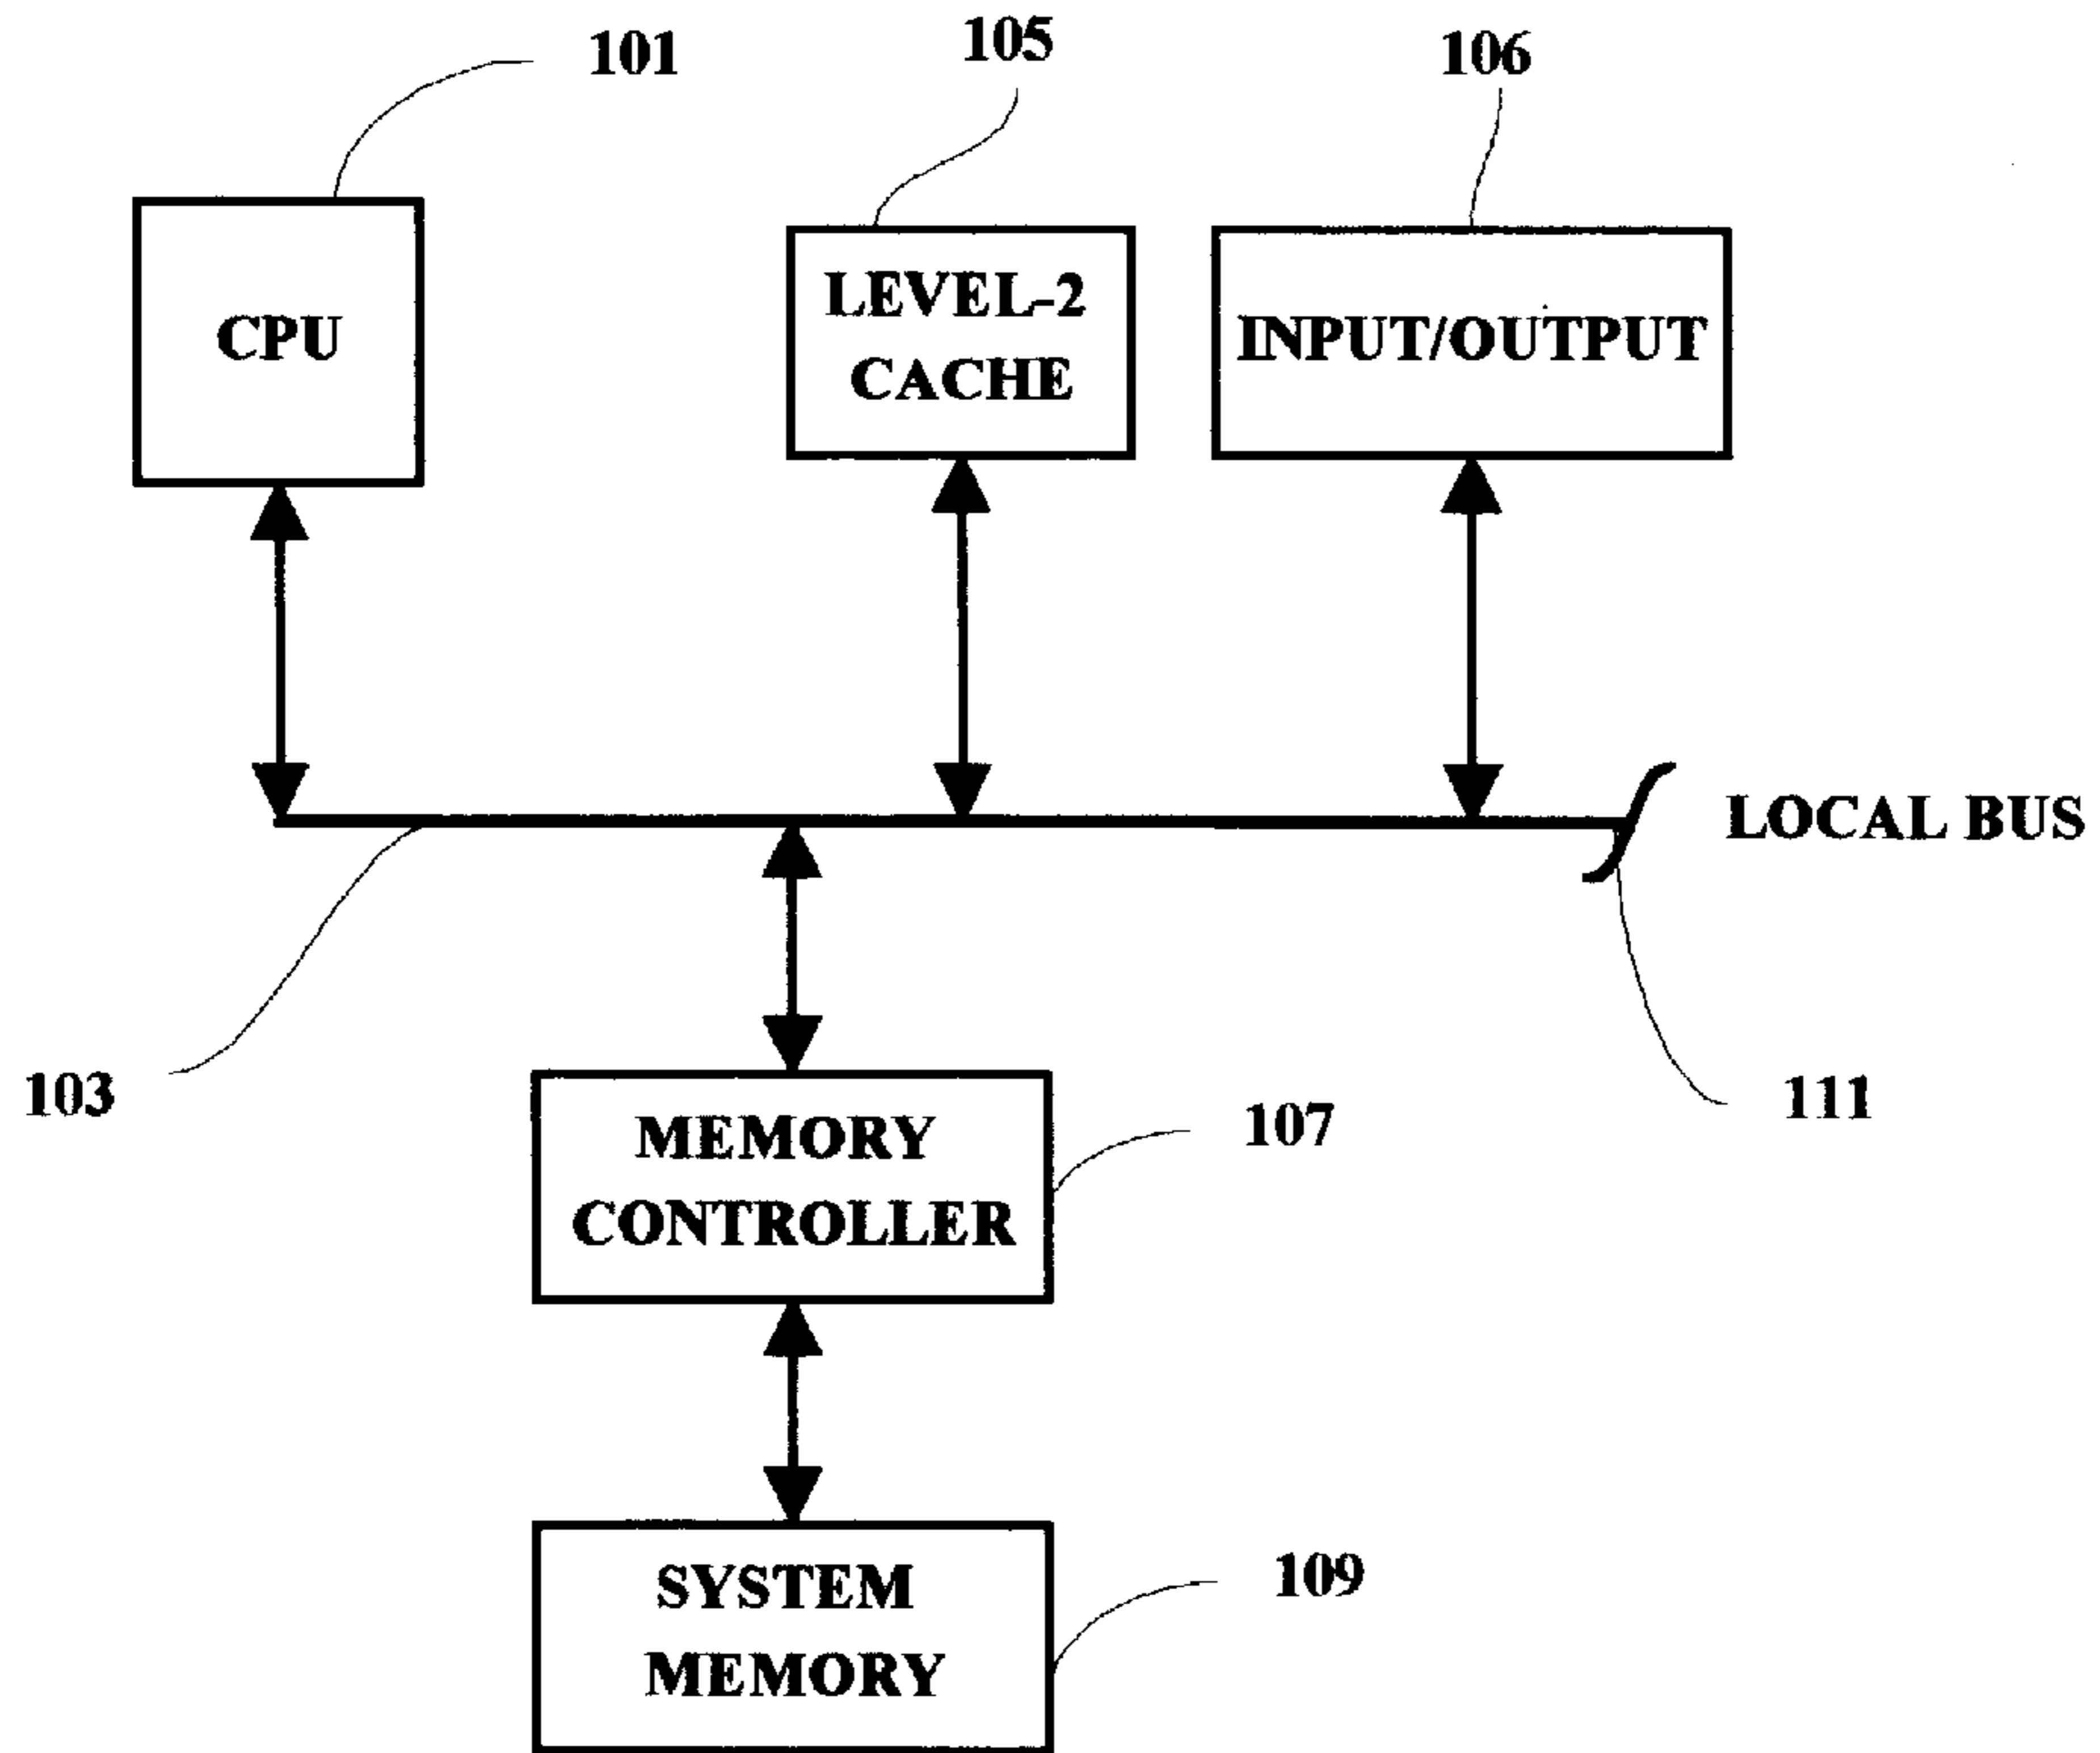 101
105
106
CPU
LEVEL-2
CACHE
INPUT/OUTPUT
LOCAL BUS
103
111
MEMORY
CONTROLLER
107
SYSTEM
MEMORY
109